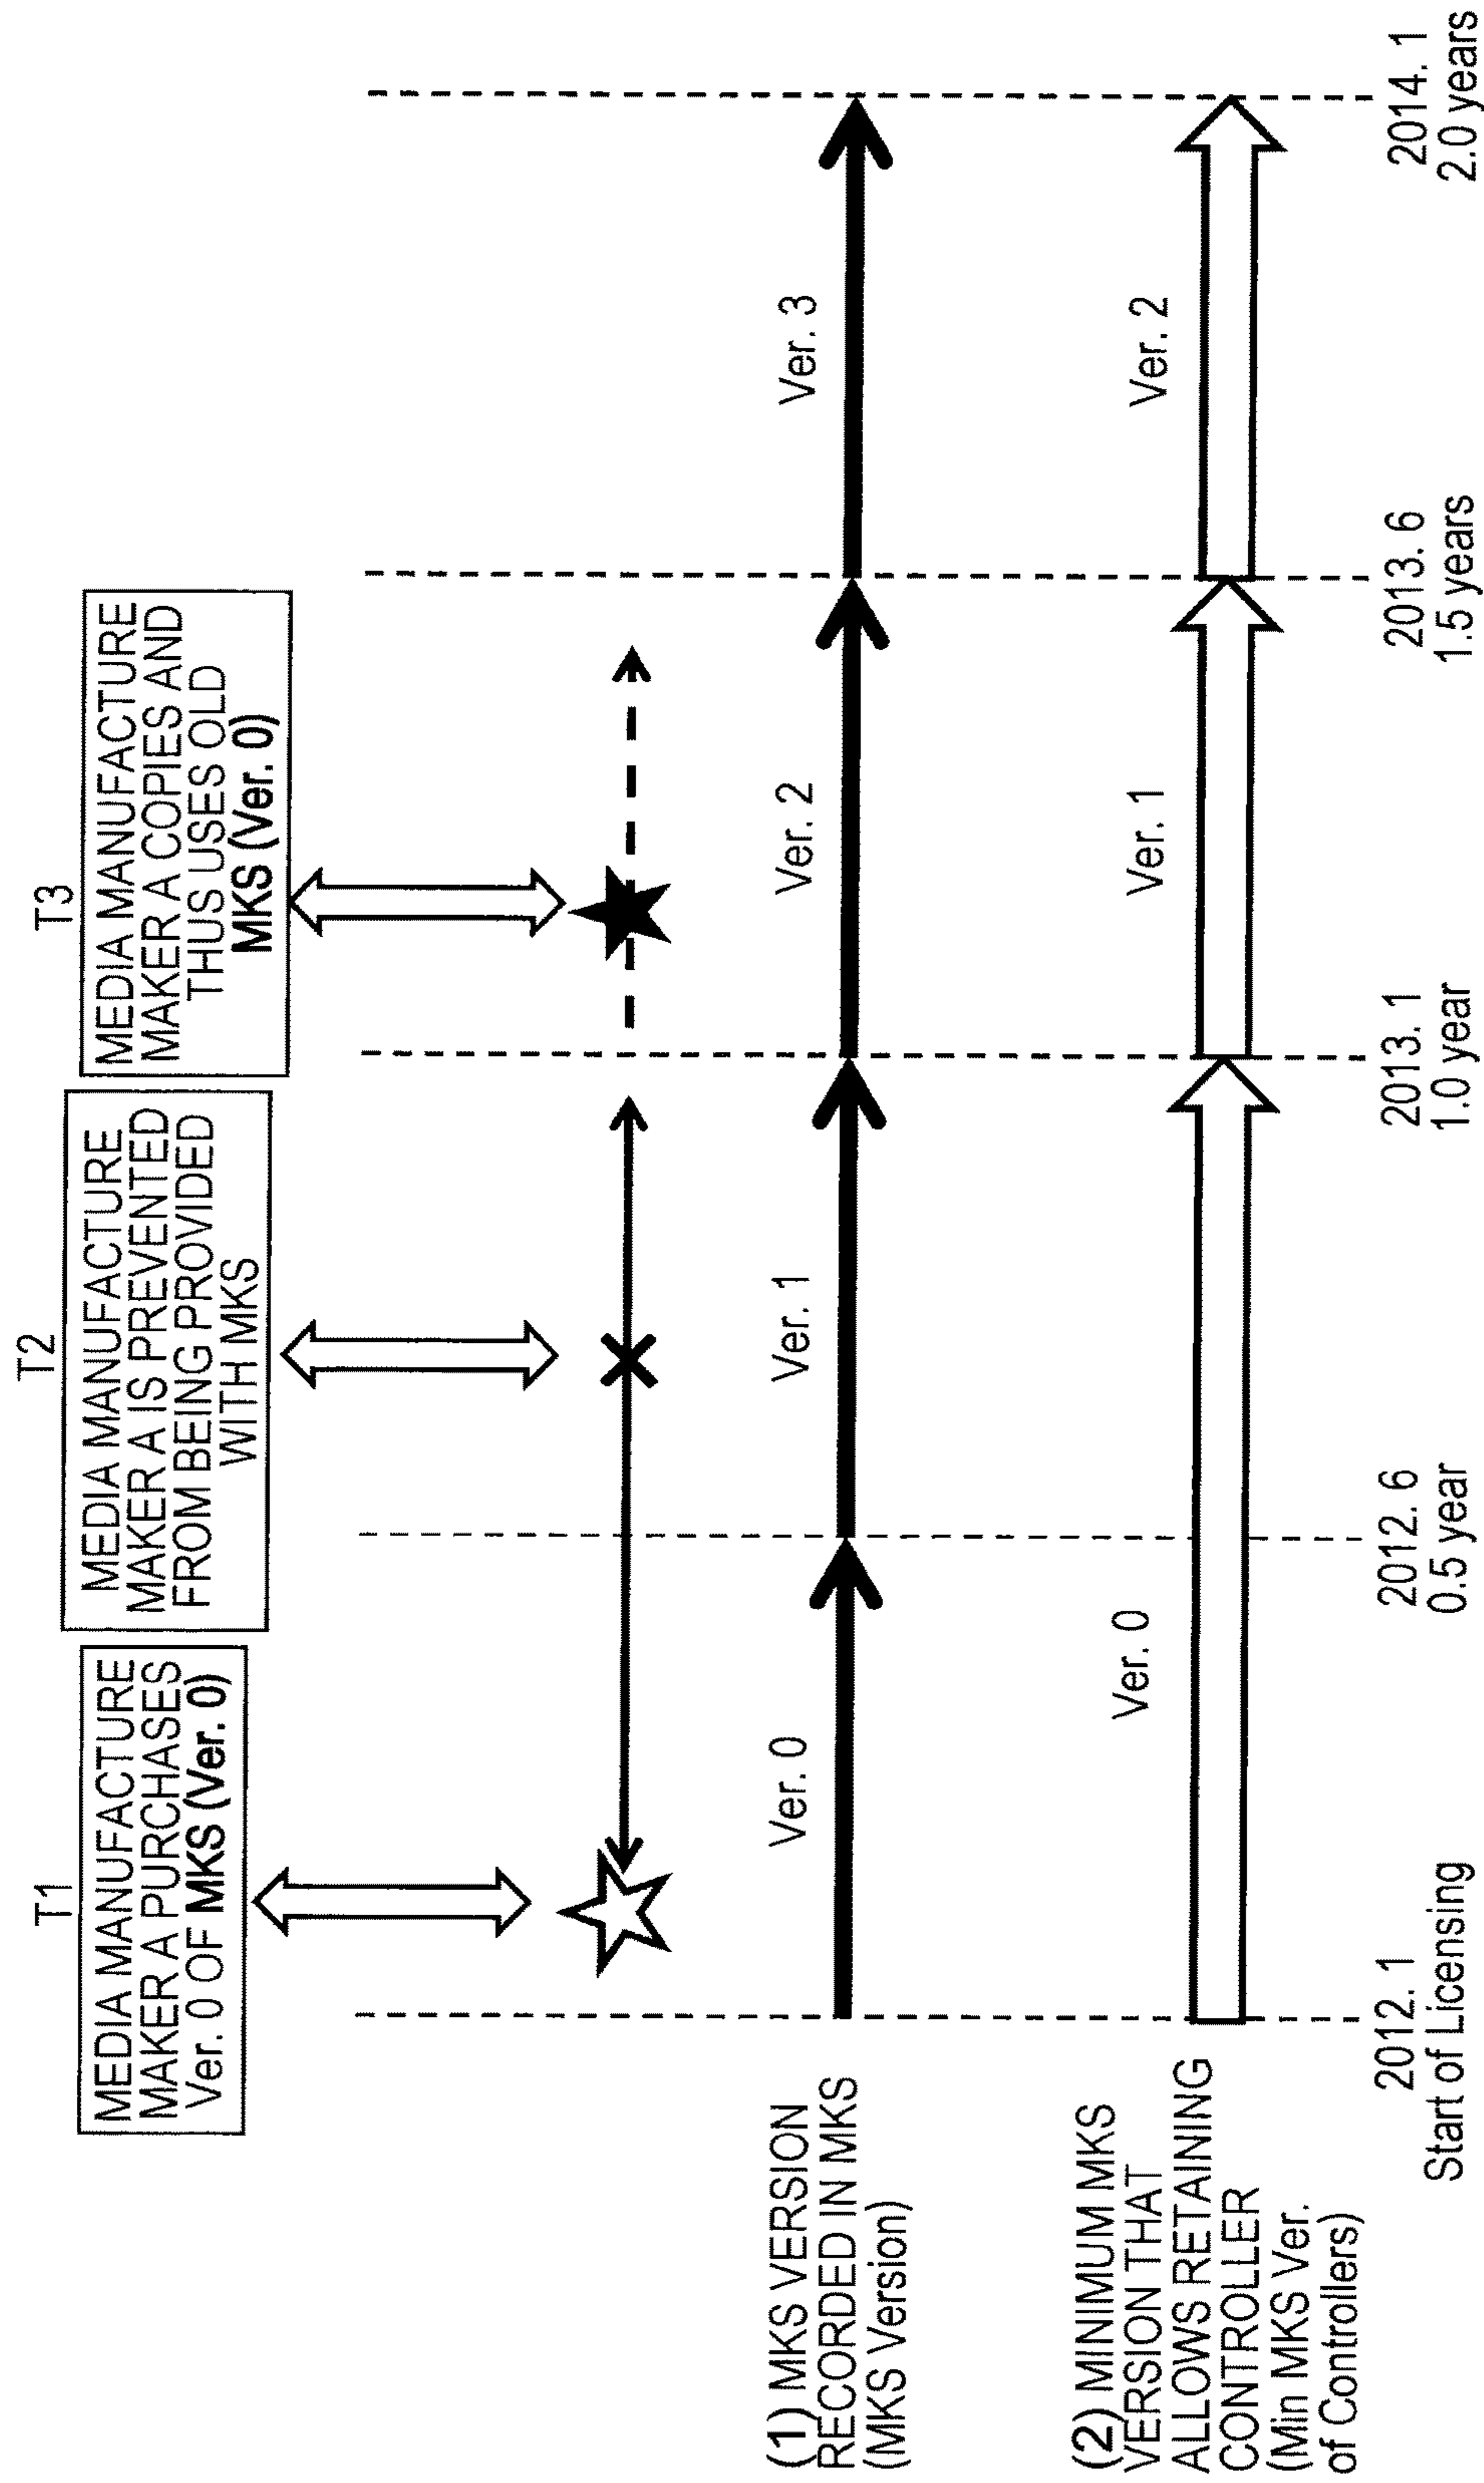 T1
MEDIA MANUFACTURE
MAKER A PURCHASES
Ver. 0 OF MKS (Ver. 0)
T2
MEDIA MANUFACTURE
MAKER A IS PREVENTED
FROM BEING PROVIDED
WITH MKS
T3
MEDIA MANUFACTURE
MAKER A COPIES AND
THUS USES OLD
MKS (Ver. 0)
(1) MKS VERSION
RECORDED IN MKS
(MKS Version)
Ver. 0
Ver. 1
Ver. 2
Ver. 3
(2) MINIMUM MKS
VERSION THAT
ALLOWS RETAINING
CONTROLLER
(Min MKS Ver.
of Controllers)
Ver. 0
Ver. 1
Ver. 2
2012. 1
Start of Licensing
2012. 6
0.5 year
2013. 1
1.0 year
2013. 6
1.5 years
2014. 1
2.0 years